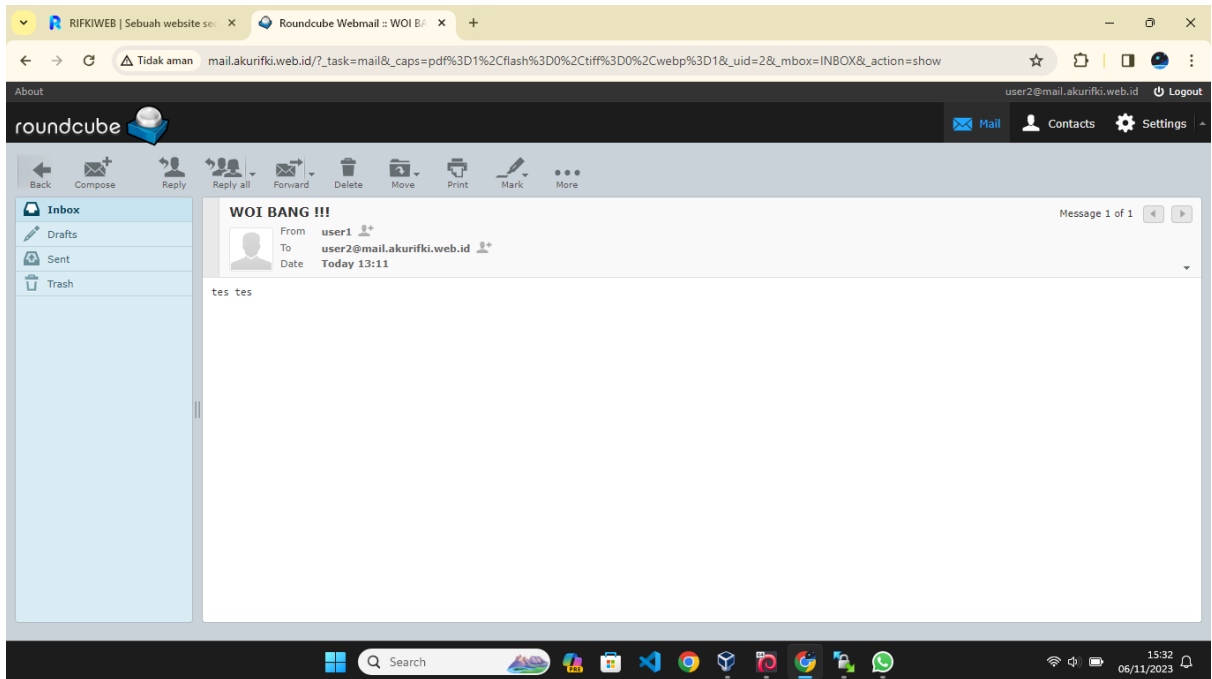 RIFKIWEB | Sebuah website se
Roundcube Webmail :: WOI BA
Tidak aman
mail.akurifki.web.id/?_task=mail&_caps=pdf%3D1%2Cflash%3D0%2Ctiff%3D0%2Cwebp%3D1&_uid=2&_mbox=INBOX&_action=show
About
user2@mail.akurifki.web.id Logout
roundcube
Mail Contacts Settings
Back Compose Reply Reply all Forward Delete Move Print Mark More
Inbox
Drafts
Sent
Trash
WOI BANG !!!
Message 1 of 1
From user1
To user2@mail.akurifki.web.id
Date Today 13:11
tes tes
Search
PRE
15:32
06/11/2023